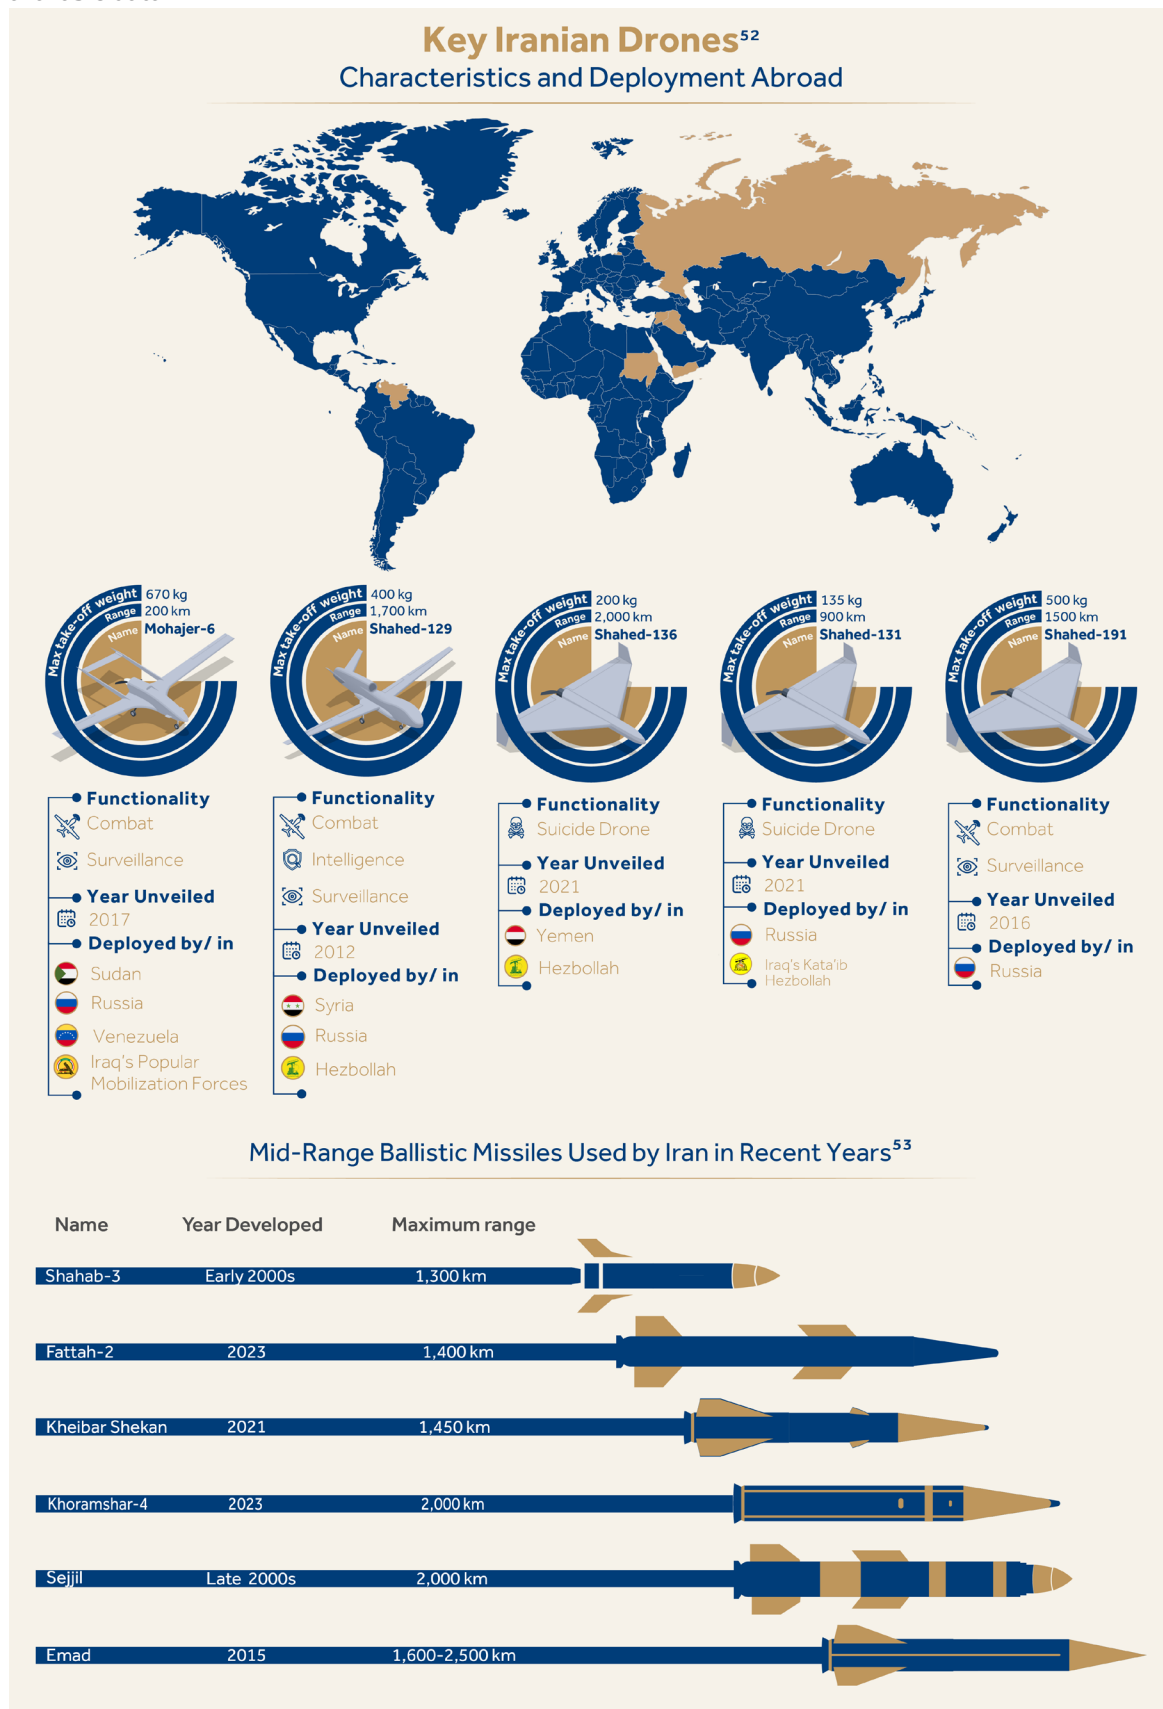 Key Iranian Drones52
Characteristics and Deployment Abroad
Max take-off weight 670 kg
Range 200 km
Name Mohajer-6
Functionality
Combat
Surveillance
Year Unveiled
2017
Deployed by/ in
Sudan
Russia
Venezuela
Iraq's Popular
Mobilization Forces
Max take-off weight 400 kg
Range 1,700 km
Name Shahed-129
Functionality
Combat
Intelligence
Surveillance
Year Unveiled
2012
Deployed by/ in
Syria
Russia
Hezbollah
Max take-off weight 200 kg
Range 2,000 km
Name Shahed-136
Functionality
Suicide Drone
Year Unveiled
2021
Deployed by/ in
Yemen
Hezbollah
Max take-off weight 135 kg
Range 900 km
Name Shahed-131
Functionality
Suicide Drone
Year Unveiled
2021
Deployed by/ in
Russia
Iraq's Kata'ib
Hezbollah
Max take-off weight 500 kg
Range 1500 km
Name Shahed-191
Functionality
Combat
Surveillance
Year Unveiled
2016
Deployed by/ in
Russia
Mid-Range Ballistic Missiles Used by Iran in Recent Years53
Name Year Developed Maximum range
Shahab-3 Early 2000s 1,300 km
Fattah-2 2023 1,400 km
Kheibar Shekan 2021 1,450 km
Khoramshar-4 2023 2,000 km
Sejjil Late 2000s 2,000 km
Emad 2015 1,600-2,500 km